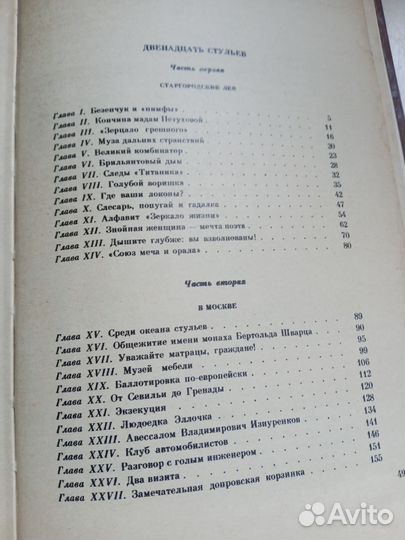 ДВЕНАДЦАТЬ СТУЛЬЕВ
Часть первая
СТАРГОРОДСКИЙ ЛЕВ
Глава I. Безенчук и «нимфы» . . . 5
Глава II. Кончина мадам Петуховой . . . 11
Глава III. «Зерцало грешного» . . . 16
Глава IV. Муза дальних странствий . . . 20
Глава V. Великий комбинатор . . . 23
Глава VI. Брильянтовый дым . . . 28
Глава VII. Следы «Титаника» . . . 32
Глава VIII. Голубой воришка . . . 35
Глава IX. Где ваши локоны? . . . 42
Глава X. Слесарь, попугай и гадалка . . . 47
Глава XI. Алфавит «Зеркало жизни» . . . 54
Глава XII. Знойная женщина — мечта поэта . . . 62
Глава XIII. Дышите глубже: вы взволнованы! . . . 70
Глава XIV. «Союз меча и орала» . . . 80
Часть вторая
В МОСКВЕ
Глава XV. Среди океана стульев . . . 89
Глава XVI. Общежитие имени монаха Бертольда Шварца . . . 90
Глава XVII. Уважайте матрацы, граждане! . . . 95
Глава XVIII. Музей мебели . . . 99
Глава XIX. Баллотировка по-европейски . . . 106
Глава XX. От Севильи до Гренады . . . 112
Глава XXI. Экзекуция . . . 120
Глава XXII. Людоедка Эллочка . . . 128
Глава XXIII. Авессалом Владимирович Изнуренков . . . 134
Глава XXIV. Клуб автомобилистов . . . 141
Глава XXV. Разговор с голым инженером . . . 146
Глава XXVI. Два визита . . . 151
Глава XXVII. Замечательная допровская корзинка . . . 155
49
Avito